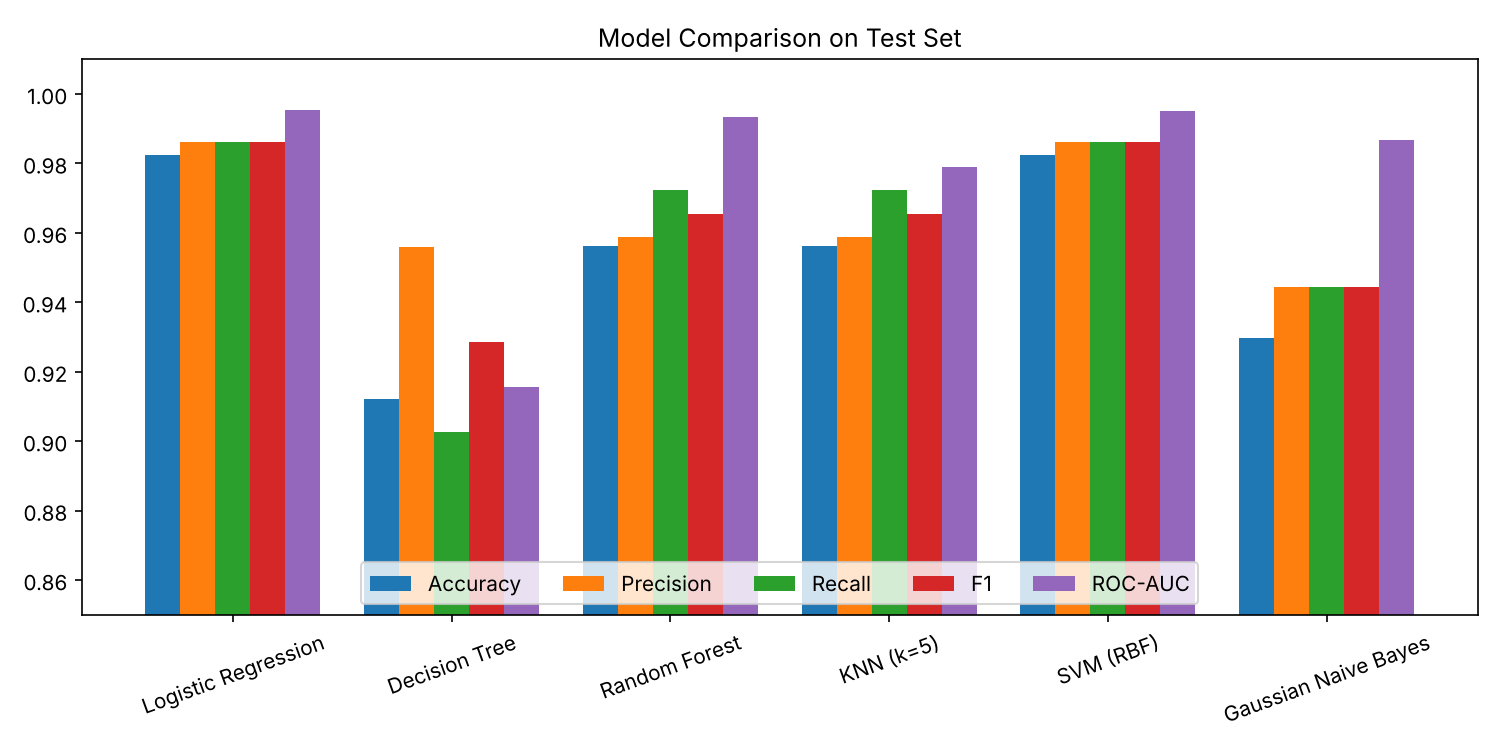 Model Comparison on Test Set
1.00
0.98
0.96
0.94
0.92
0.90
0.88
0.86
Accuracy Precision Recall F1 ROC-AUC
Logistic Regression
Decision Tree
Random Forest
KNN (k=5)
SVM (RBF)
Gaussian Naive Bayes